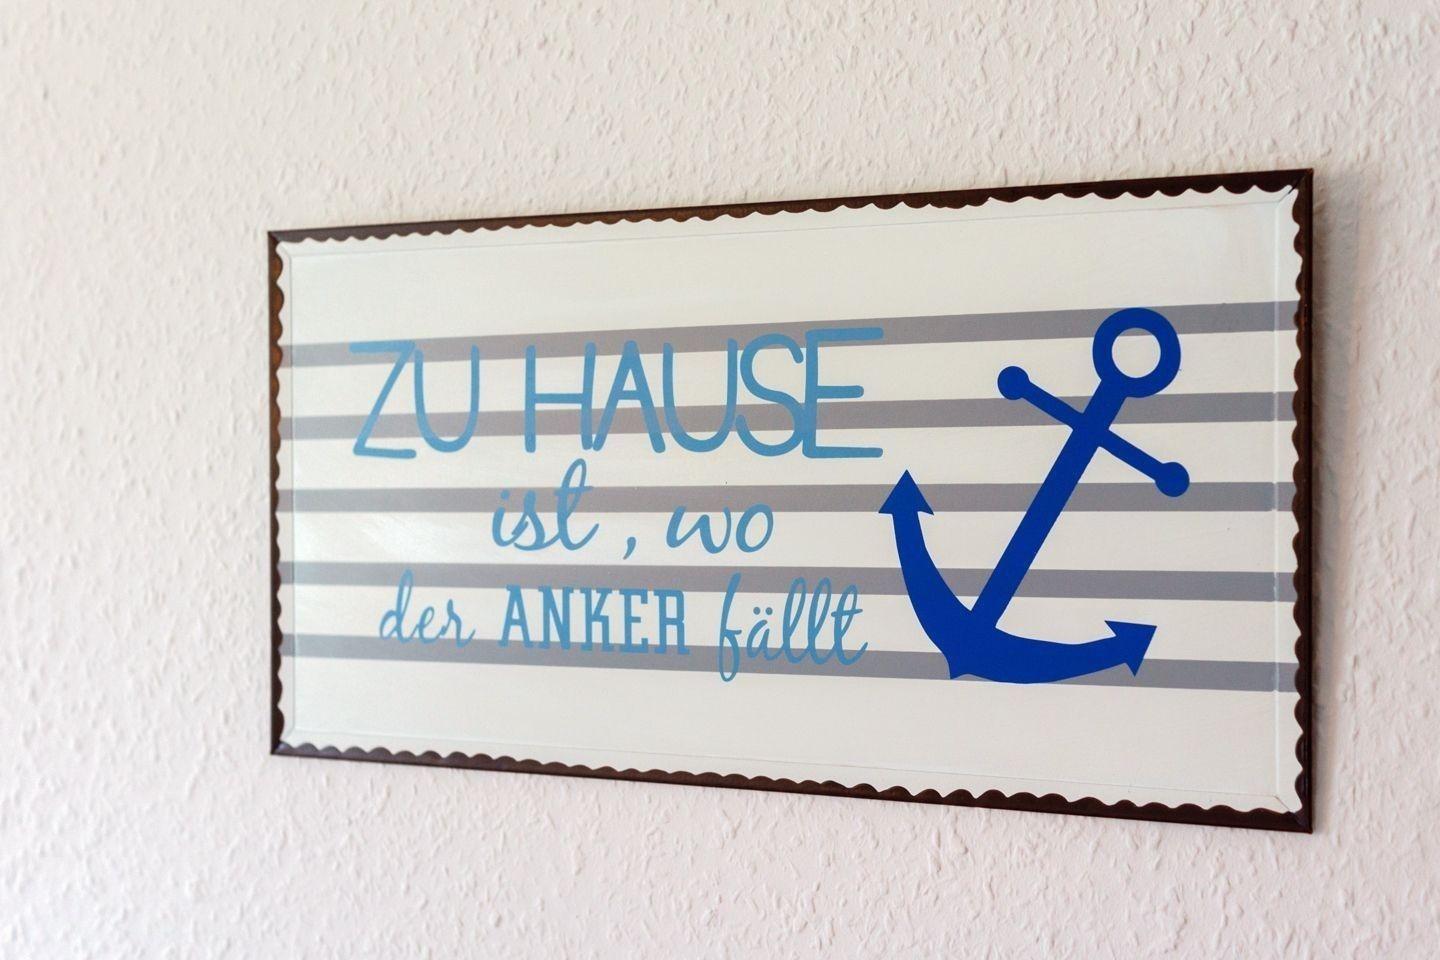 ZU HAUSE
ist, wo
der ANKER fällt